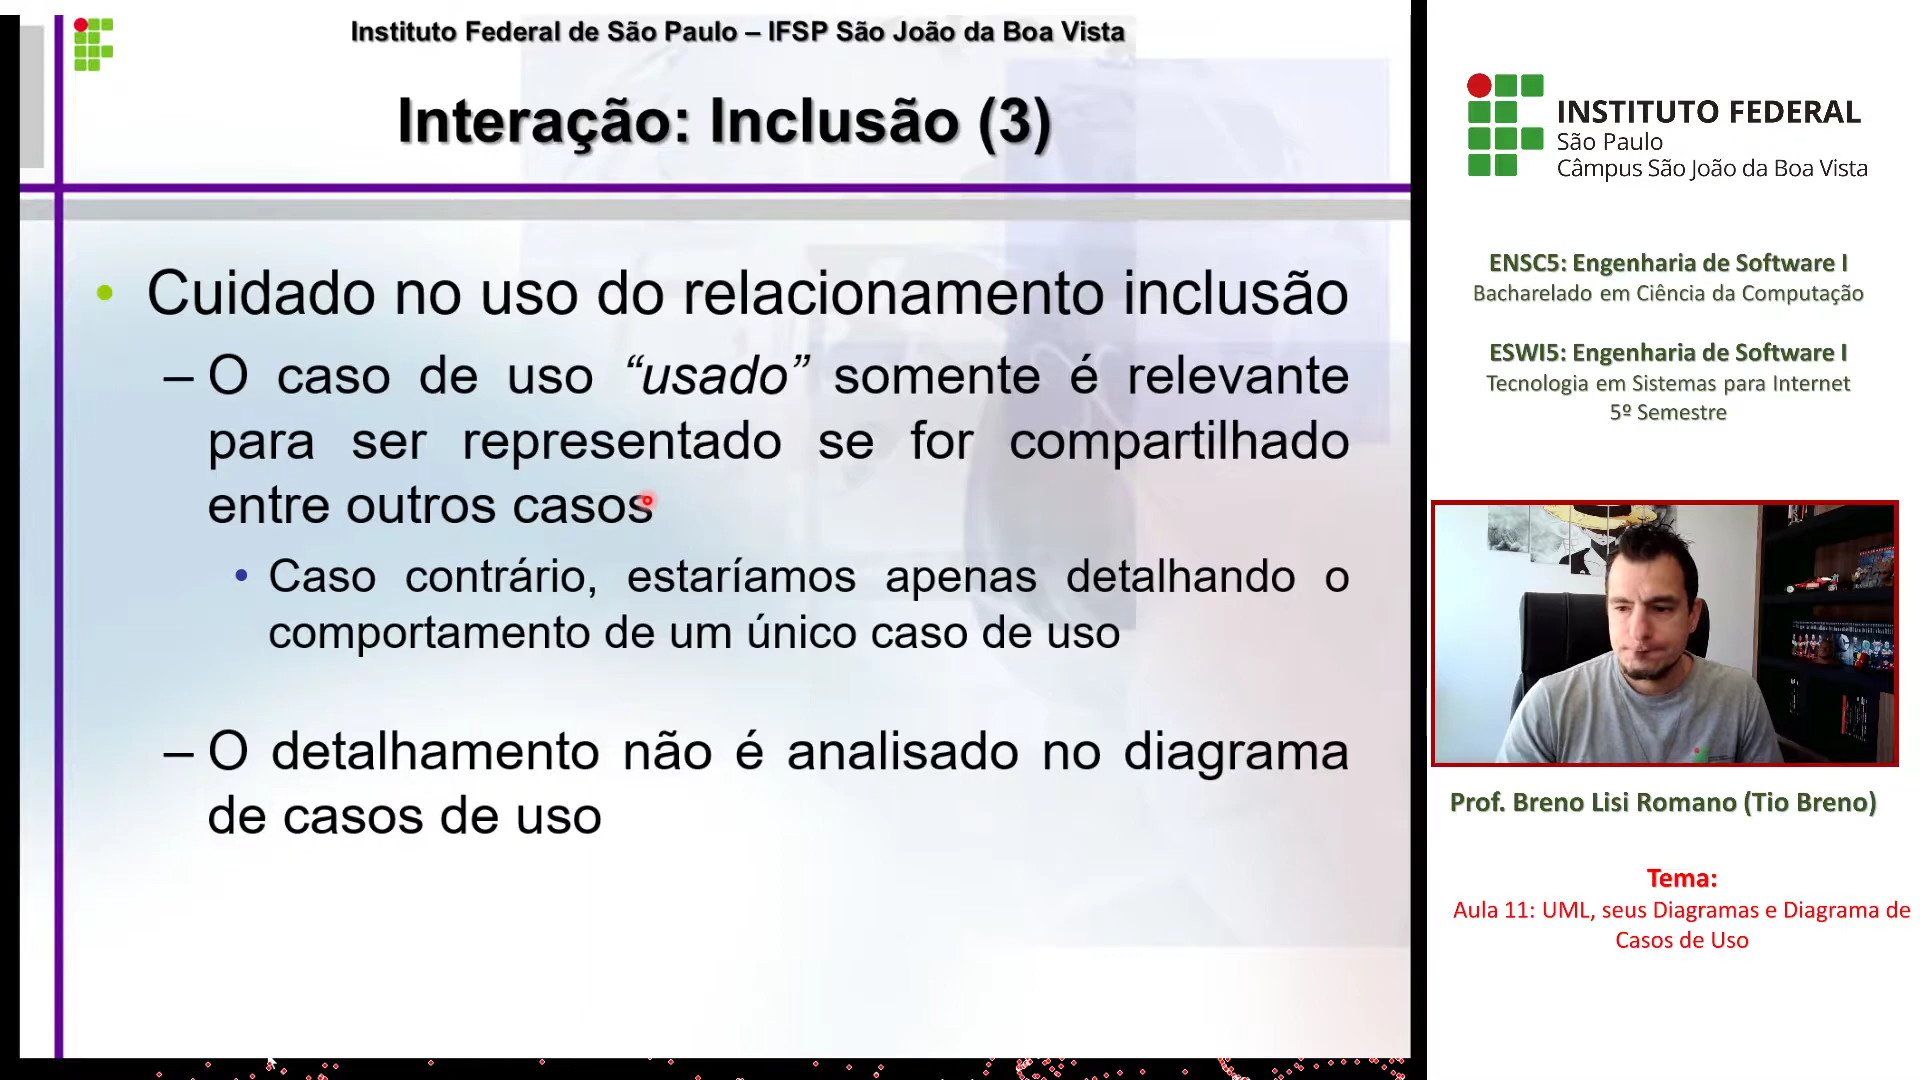 Instituto Federal de São Paulo – IFSP São João da Boa Vista
Interação: Inclusão (3)
• Cuidado no uso do relacionamento inclusão
– O caso de uso “usado” somente é relevante
para ser representado se for compartilhado
entre outros casos
• Caso contrário, estaríamos apenas detalhando o
comportamento de um único caso de uso
– O detalhamento não é analisado no diagrama
de casos de uso
INSTITUTO FEDERAL
São Paulo
Câmpus São João da Boa Vista
ENSC5: Engenharia de Software I
Bacharelado em Ciência da Computação
ESWI5: Engenharia de Software I
Tecnologia em Sistemas para Internet
5º Semestre
Prof. Breno Lisi Romano (Tio Breno)
Tema:
Aula 11: UML, seus Diagramas e Diagrama de
Casos de Uso